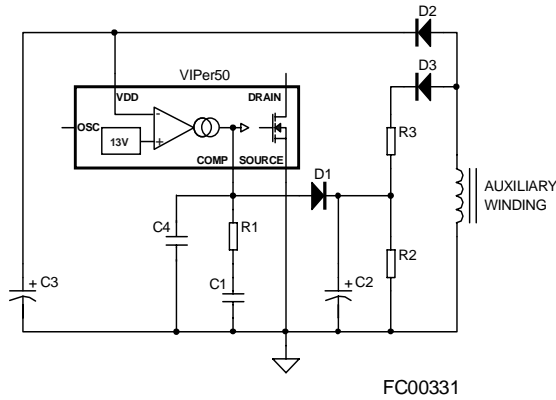 D2
VIPer50
D3
VDD
DRAIN
-
OSC
13V
+
R3
COMP SOURCE
D1
AUXILIARY
WINDING
C4
R1
R2
+
C3
C1
+
C2
FC00331